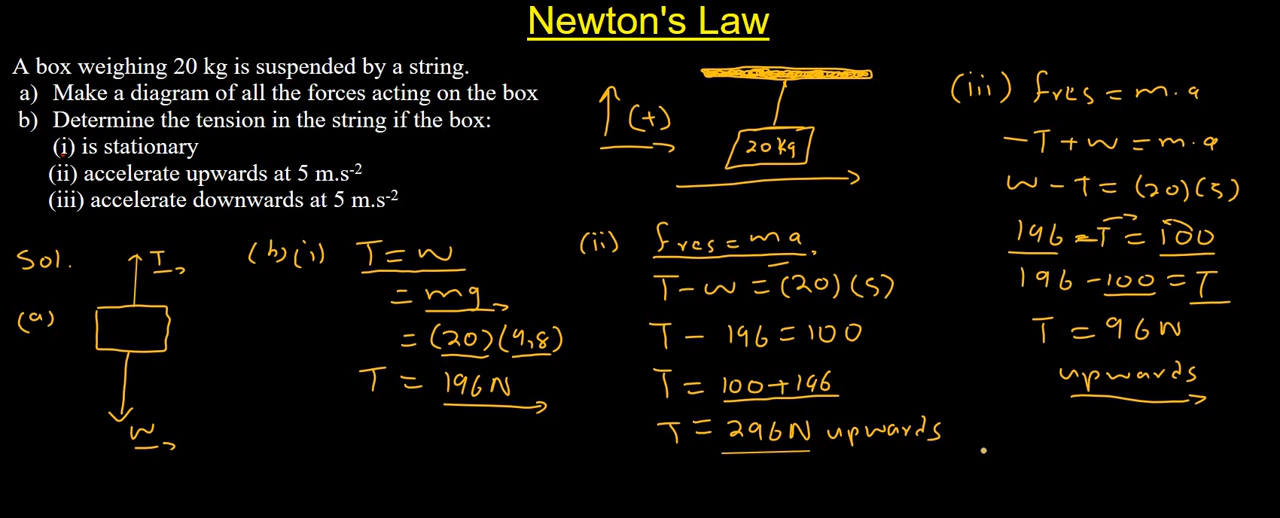 Newton's Law
A box weighing 20 kg is suspended by a string.
a) Make a diagram of all the forces acting on the box
b) Determine the tension in the string if the box:
(i) is stationary
(ii) accelerate upwards at 5 m.s⁻²
(iii) accelerate downwards at 5 m.s⁻²
(+)
20kg
Sol.
(a)
T
W
(b)(i) T = W
= mg
= (20)(9,8)
T = 196N
(ii) fres = ma
T - W = (20)(5)
T - 196 = 100
T = 100+196
T = 296N upwards
(iii) fres = m.a
-T + W = m.a
W - T = (20)(5)
196 - T = 100
196 - 100 = T
T = 96N
upwards